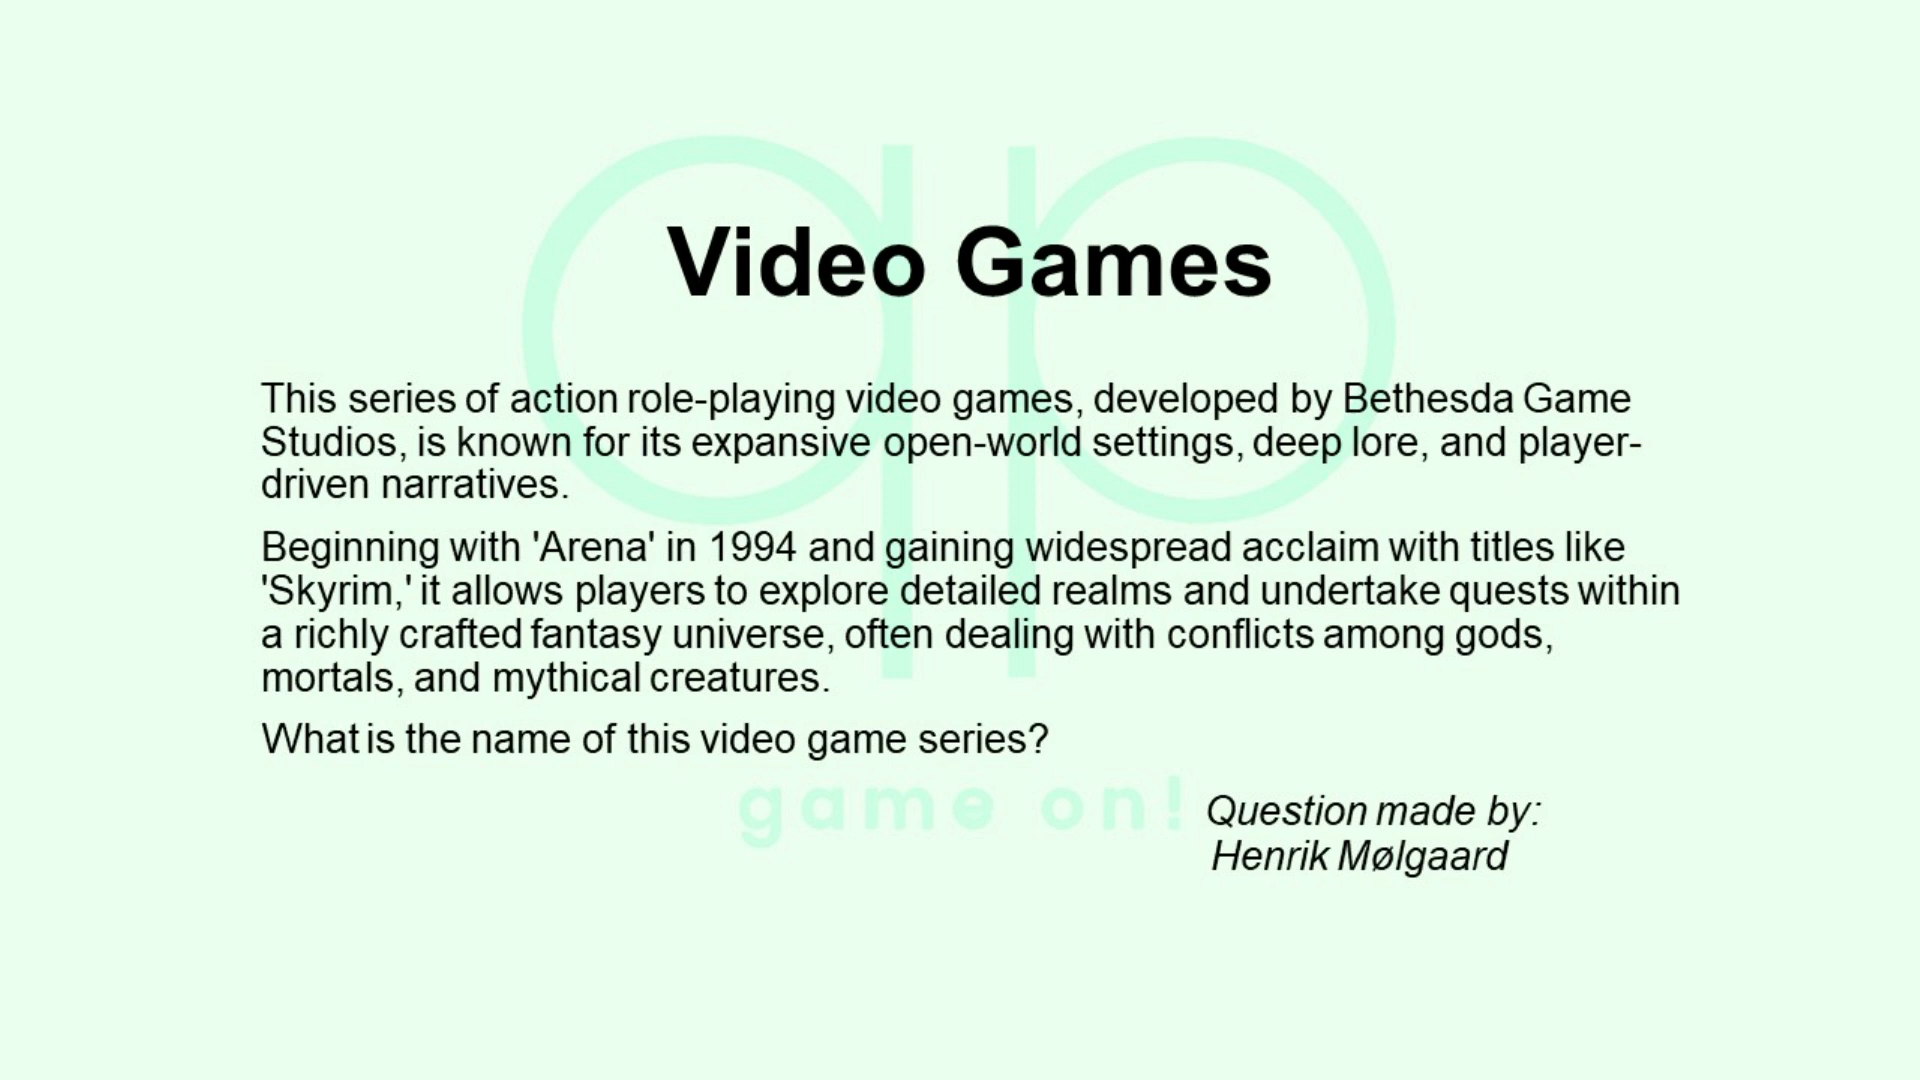 Video Games
This series of action role-playing video games, developed by Bethesda Game
Studios, is known for its expansive open-world settings, deep lore, and player-
driven narratives.
Beginning with 'Arena' in 1994 and gaining widespread acclaim with titles like
'Skyrim,' it allows players to explore detailed realms and undertake quests within
a richly crafted fantasy universe, often dealing with conflicts among gods,
mortals, and mythical creatures.
What is the name of this video game series?
game on!
Question made by:
Henrik Mølgaard